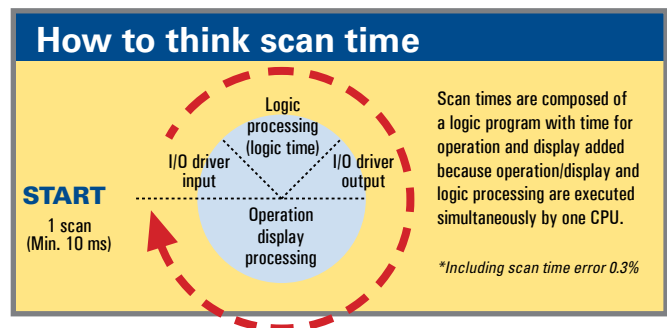 How to think scan time
Logic
processing
(logic time)
I/O driver
input
I/O driver
output
START
1 scan
(Min. 10 ms)
Operation
display
processing
Scan times are composed of
a logic program with time for
operation and display added
because operation/display and
logic processing are executed
simultaneously by one CPU.
*Including scan time error 0.3%